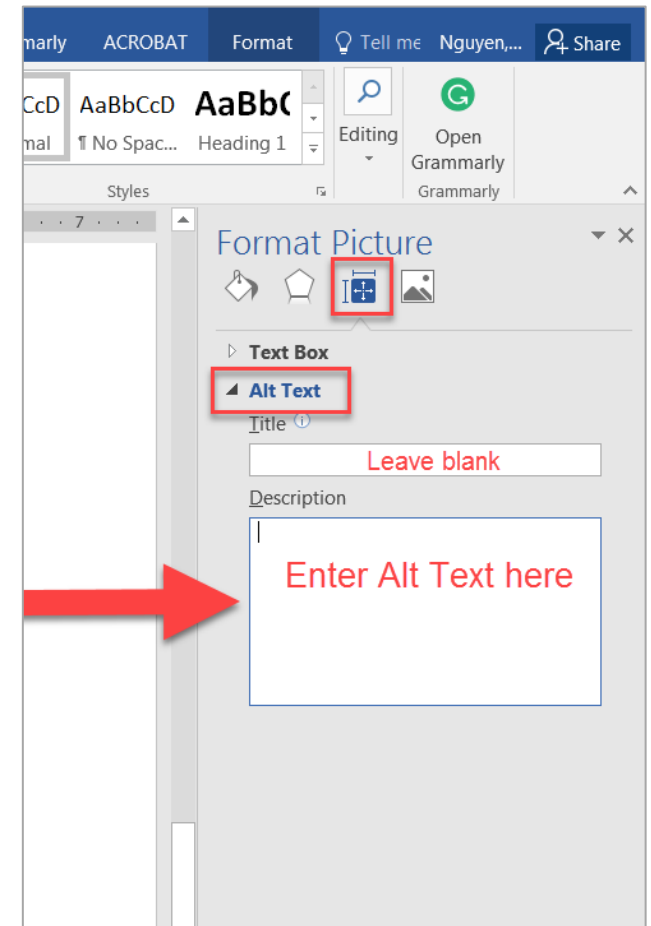 marly ACROBAT Format Tell me Nguyen,... Share
CcD AaBbCcD AaBb(
mal ¶ No Spac... Heading 1
Editing
Open
Grammarly
Styles
Grammarly
7
Format Picture
Text Box
Alt Text
Title
Leave blank
Description
Enter Alt Text here